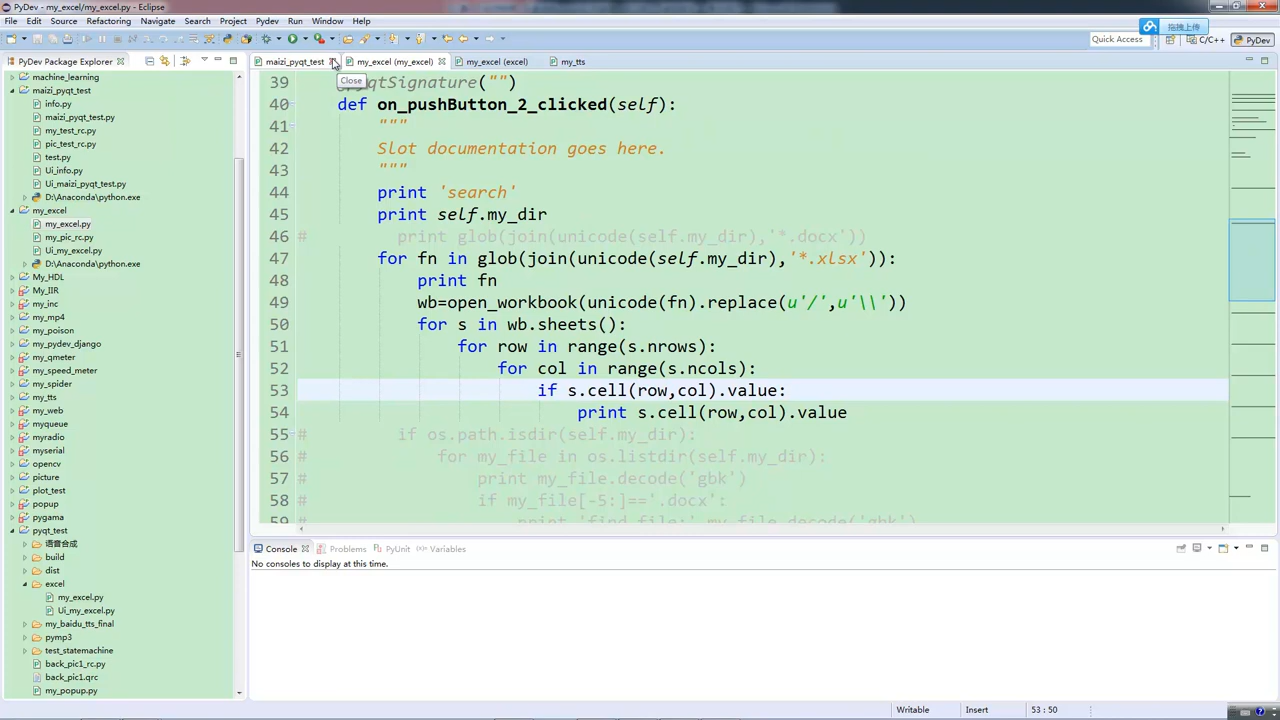 PyDev - my_excel/my_excel.py - Eclipse
File Edit Source Refactoring Navigate Search Project Pydev Run Window Help
拖拽上传
Quick Access
C/C++
PyDev
PyDev Package Explorer
machine_learning
maizi_pyqt_test
info.py
maizi_pyqt_test.py
my_test_rc.py
pic_test_rc.py
test.py
Ui_info.py
Ui_maizi_pyqt_test.py
D:\Anaconda\python.exe
my_excel
my_excel.py
my_pic_rc.py
Ui_my_excel.py
D:\Anaconda\python.exe
My_HDL
My_IIR
my_inc
my_mp4
my_poison
my_pydev_django
my_qmeter
my_speed_meter
my_spider
my_tts
my_web
myqueue
myradio
myserial
opencv
picture
plot_test
popup
pygama
pyqt_test
语音合成
build
dist
excel
my_excel.py
Ui_my_excel.py
my_baidu_tts_final
pymp3
test_statemachine
back_pic1_rc.py
back_pic1.qrc
my_popup.py
maizi_pyqt_test my_excel (my_excel) my_excel (excel) my_tts
Close
39 qtSignature("")
40 def on_pushButton_2_clicked(self):
41 """
42 Slot documentation goes here.
43 """
44 print 'search'
45 print self.my_dir
46 # print glob(join(unicode(self.my_dir),'*.docx'))
47 for fn in glob(join(unicode(self.my_dir),'*.xlsx')):
48 print fn
49 wb=open_workbook(unicode(fn).replace(u'/',u'\\'))
50 for s in wb.sheets():
51 for row in range(s.nrows):
52 for col in range(s.ncols):
53 if s.cell(row,col).value:
54 print s.cell(row,col).value
55 # if os.path.isdir(self.my_dir):
56 # for my_file in os.listdir(self.my_dir):
57 # print my_file.decode('gbk')
58 # if my_file[-5:]=='.docx':
59 # print 'find file:',my_file.decode('gbk')
Console Problems PyUnit Variables
No consoles to display at this time.
Writable Insert 53 : 50